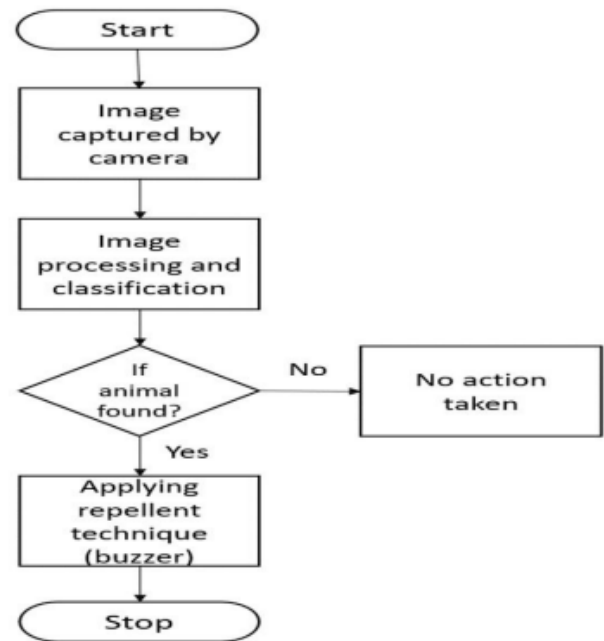 Start
Image
captured by
camera
Image
processing and
classification
If
animal
found?
No
No action
taken
Yes
Applying
repellent
technique
(buzzer)
Stop